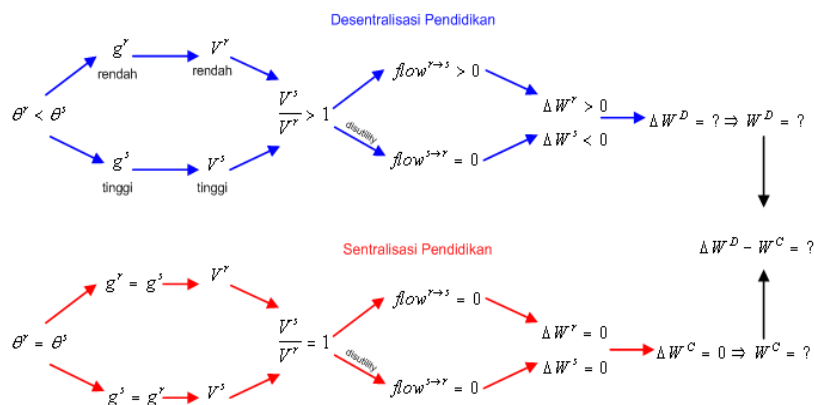 Desentralisasi Pendidikan
θ^r < θ^s
g^r
rendah
V^r
rendah
g^s
tinggi
V^s
tinggi
V^s / V^r > 1
disutility
flow^{r→s} > 0
flow^{s→r} = 0
ΔW^r > 0
ΔW^s < 0
ΔW^D = ? ⇒ W^D = ?
ΔW^D − W^C = ?
Sentralisasi Pendidikan
θ^r = θ^s
g^r = g^s
V^r
g^s = g^r
V^s
V^s / V^r = 1
disutility
flow^{r→s} = 0
flow^{s→r} = 0
ΔW^r = 0
ΔW^s = 0
ΔW^C = 0 ⇒ W^C = ?